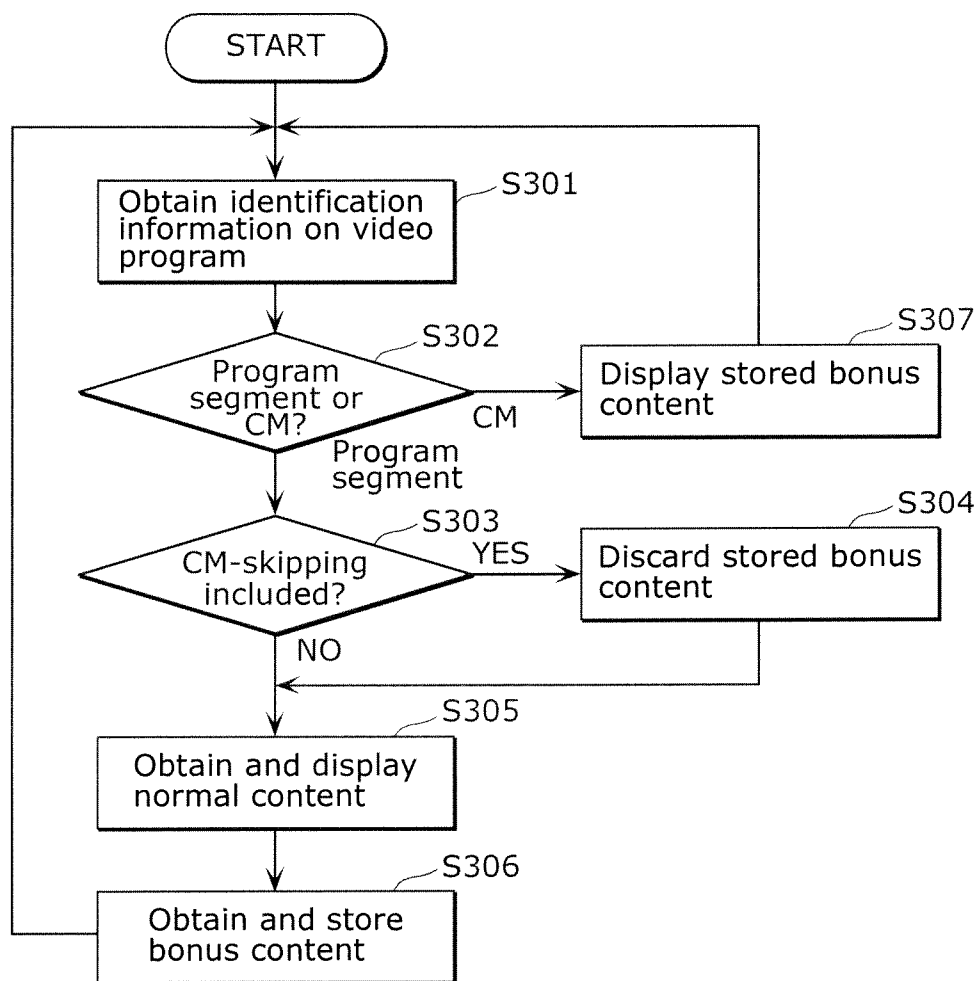 START
S301
Obtain identification
information on video
program
S302
Program
segment or
CM?
CM
S307
Display stored bonus
content
Program
segment
S303
CM-skipping
included?
YES
S304
Discard stored bonus
content
NO
S305
Obtain and display
normal content
S306
Obtain and store
bonus content